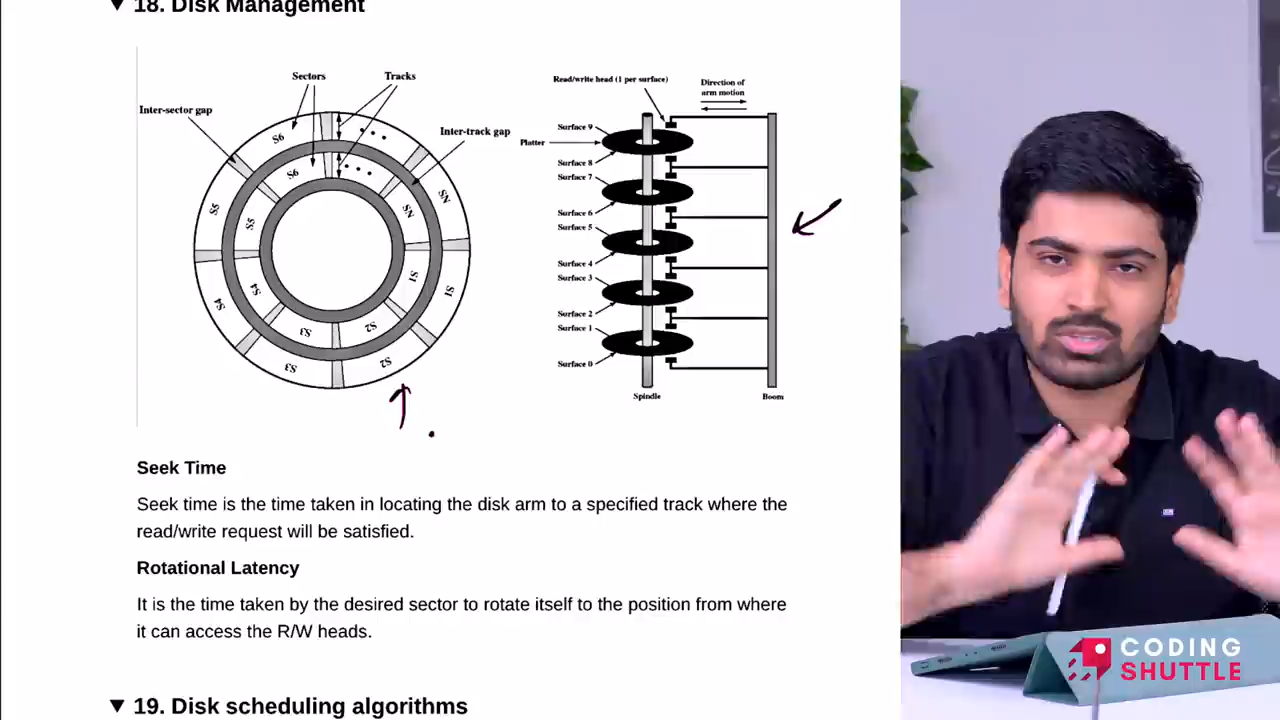 18. Disk Management
Sectors
Tracks
Inter-sector gap
Inter-track gap
S6
S6
SN
SN
S5
S5
S4
S4
S3
S3
S2
S2
S1
S1
Read/write head (1 per surface)
Direction of
arm motion
Platter
Surface 9
Surface 8
Surface 7
Surface 6
Surface 5
Surface 4
Surface 3
Surface 2
Surface 1
Surface 0
Spindle
Boom
Seek Time
Seek time is the time taken in locating the disk arm to a specified track where the
read/write request will be satisfied.
Rotational Latency
It is the time taken by the desired sector to rotate itself to the position from where
it can access the R/W heads.
19. Disk scheduling algorithms
CODING
SHUTTLE